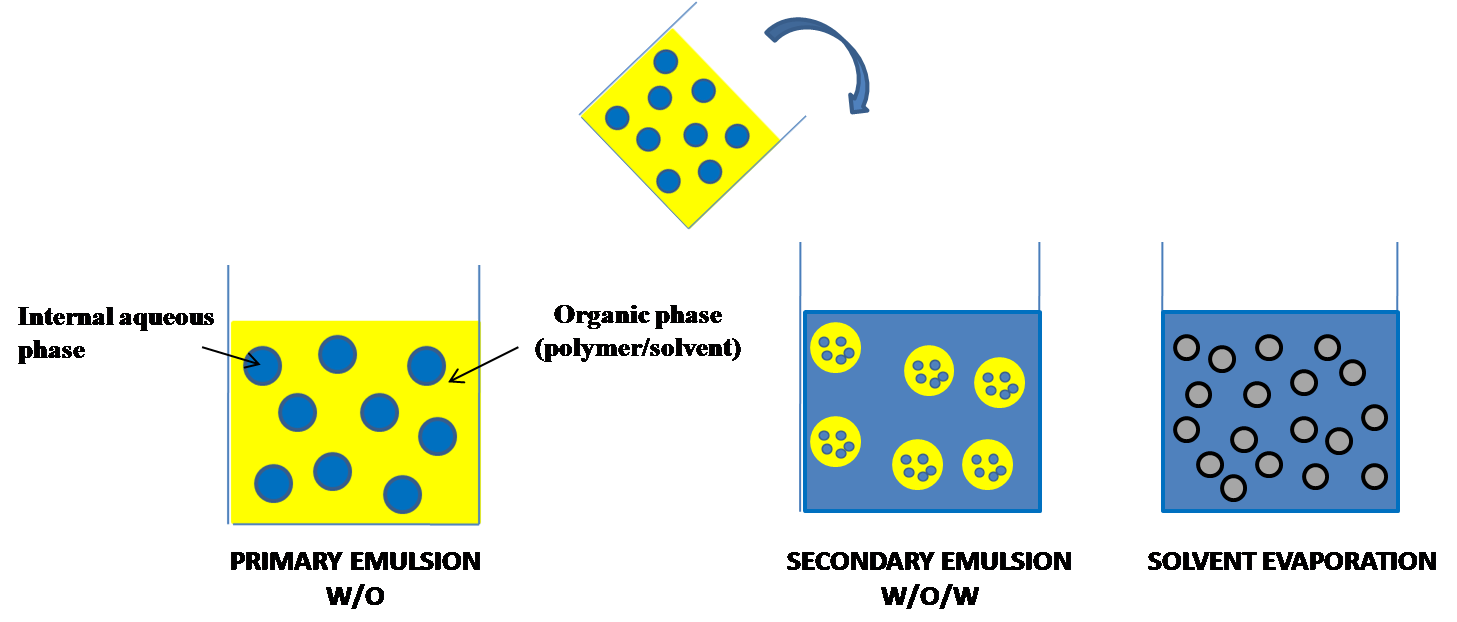 Internal aqueous
phase
Organic phase
(polymer/solvent)
PRIMARY EMULSION
W/O
SECONDARY EMULSION
W/O/W
SOLVENT EVAPORATION